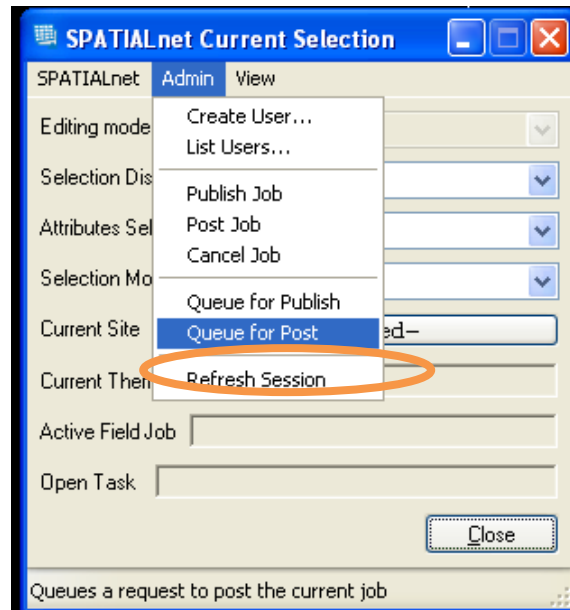 SPATIALnet Current Selection
SPATIALnet Admin View
Create User...
List Users...
Publish Job
Post Job
Cancel Job
Queue for Publish
Queue for Post
Refresh Session
Editing mode
Selection Dis
Attributes Sel
Selection Mo
Current Site ed-
Current Then
Active Field Job
Open Task
Close
Queues a request to post the current job